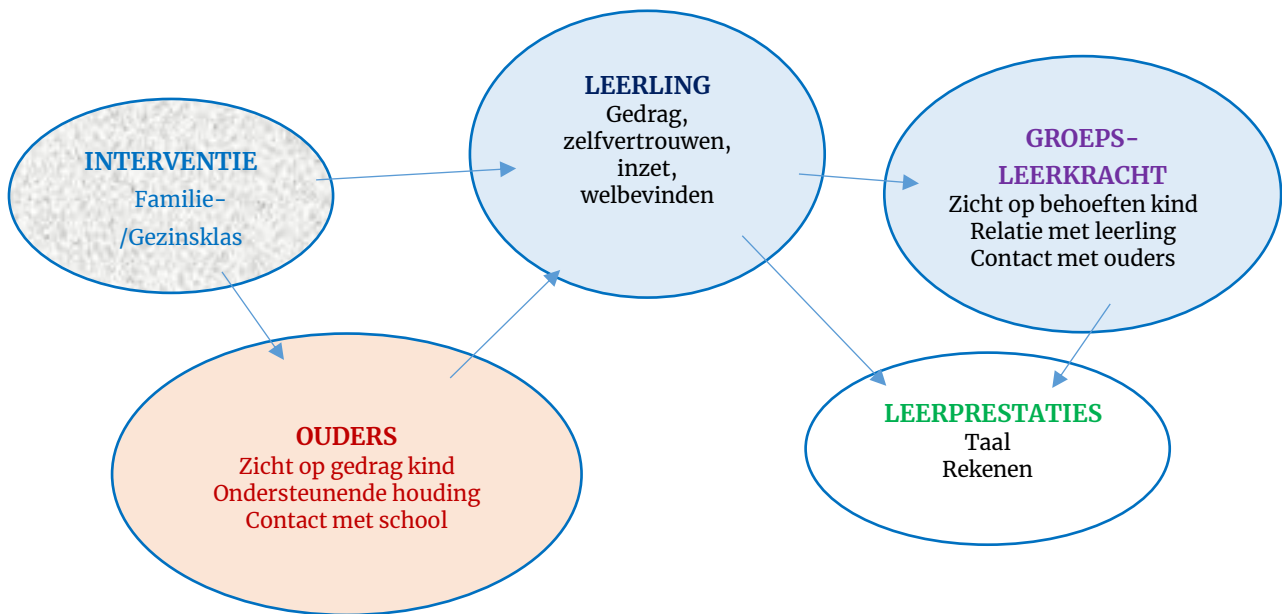 INTERVENTIE
Familie-
/Gezinsklas
LEERLING
Gedrag,
zelfvertrouwen,
inzet,
welbevinden
GROEPS-
LEERKRACHT
Zicht op behoeften kind
Relatie met leerling
Contact met ouders
OUDERS
Zicht op gedrag kind
Ondersteunende houding
Contact met school
LEERPRESTATIES
Taal
Rekenen